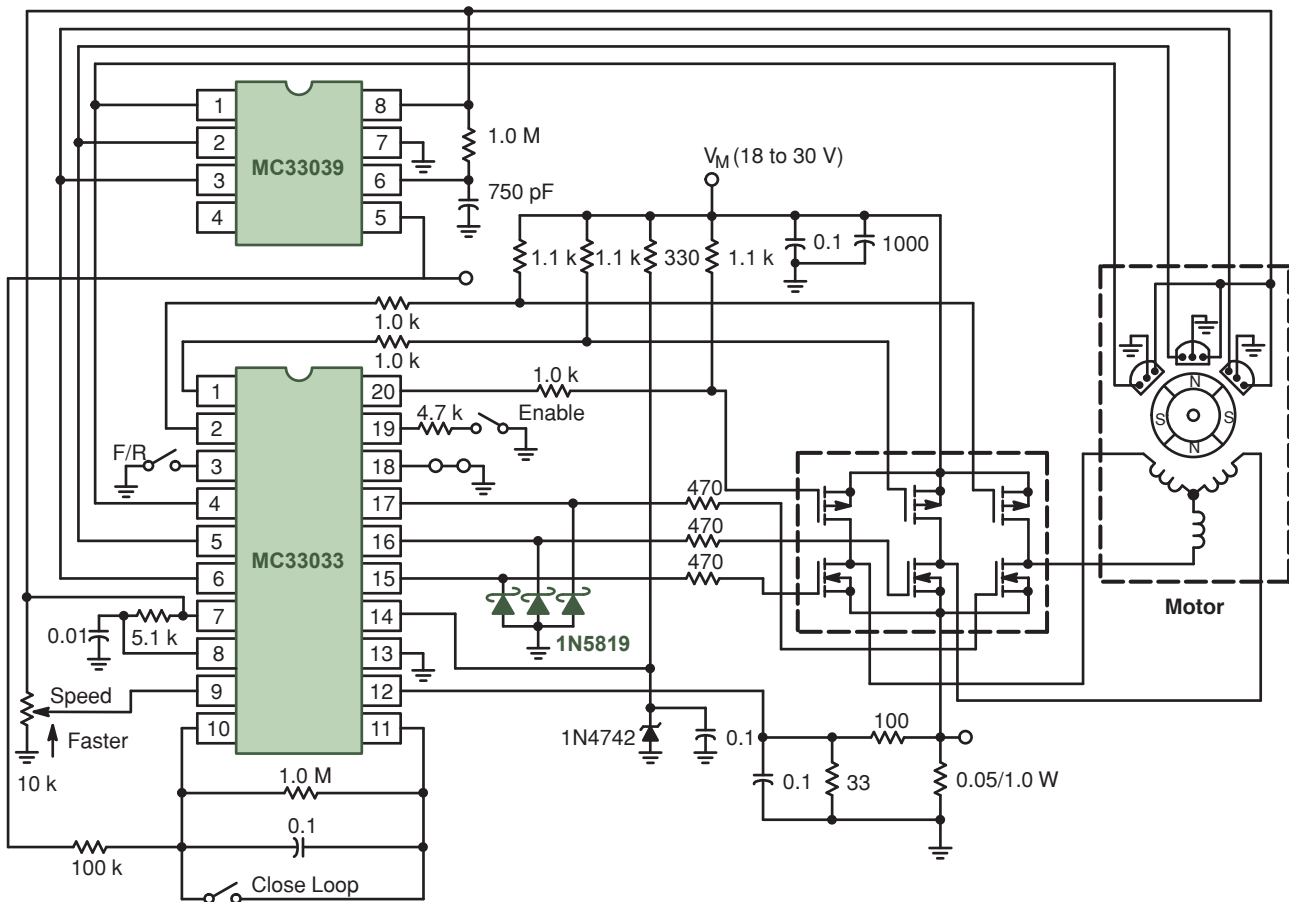 1
2
3
4
8
7
6
5
MC33039
1.0 M
750 pF
V_M (18 to 30 V)
1.1 k
1.1 k
330
1.1 k
0.1
1000
1.0 k
1.0 k
1.0 k
Enable
4.7 k
F/R
1
2
3
4
5
6
7
8
9
10
20
19
18
17
16
15
14
13
12
11
MC33033
470
470
470
N
S
S
N
Motor
0.01
5.1 k
1N5819
Speed
Faster
10 k
1N4742
0.1
0.1
33
100
0.05/1.0 W
1.0 M
0.1
100 k
Close Loop